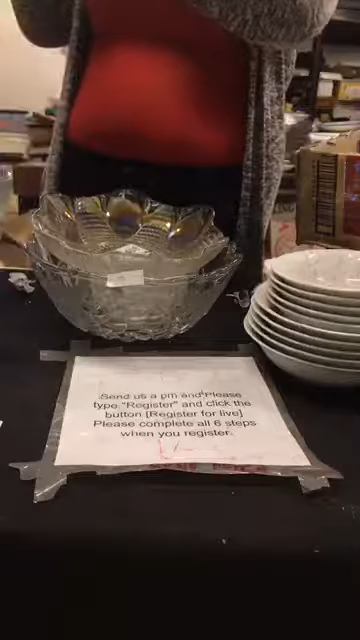 Send us a pm and Please
type "Register" and click the
button [Register for live]
Please complete all 6 steps
when you register.